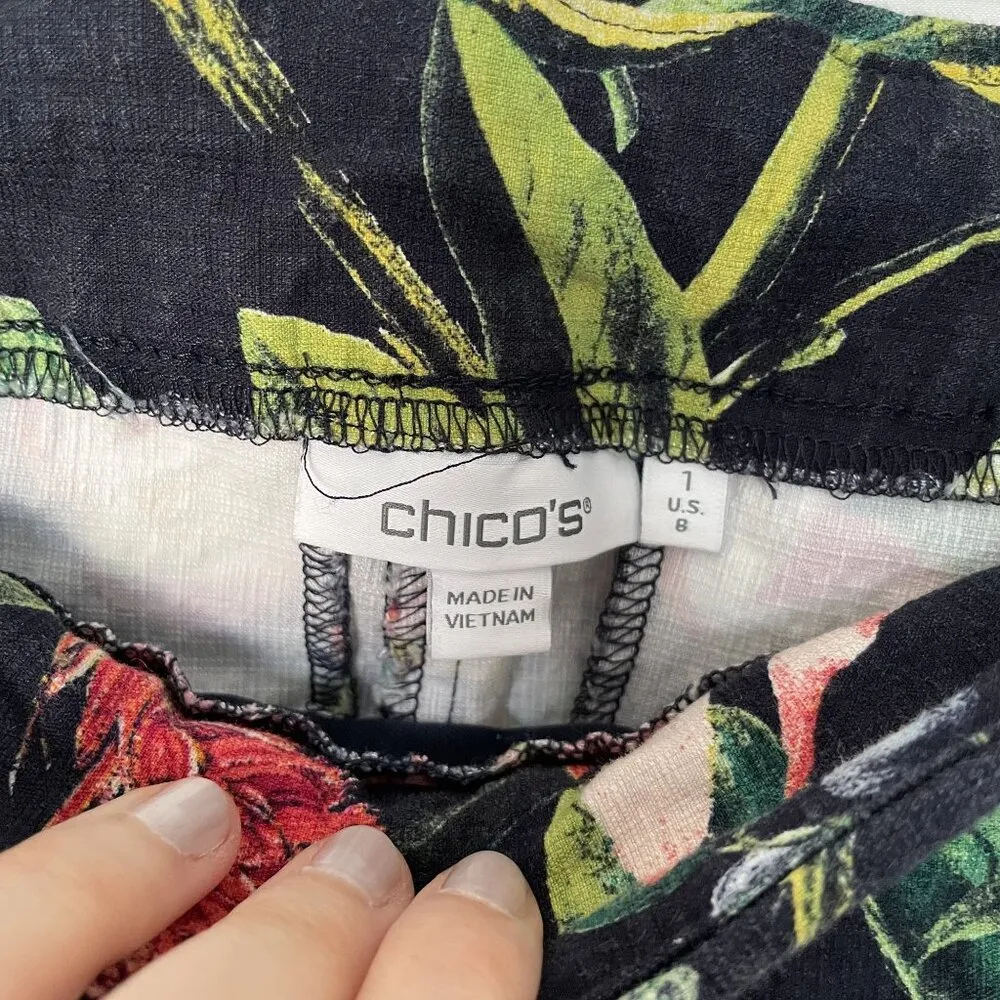 chico's®
1
U.S.
8
MADE IN
VIETNAM